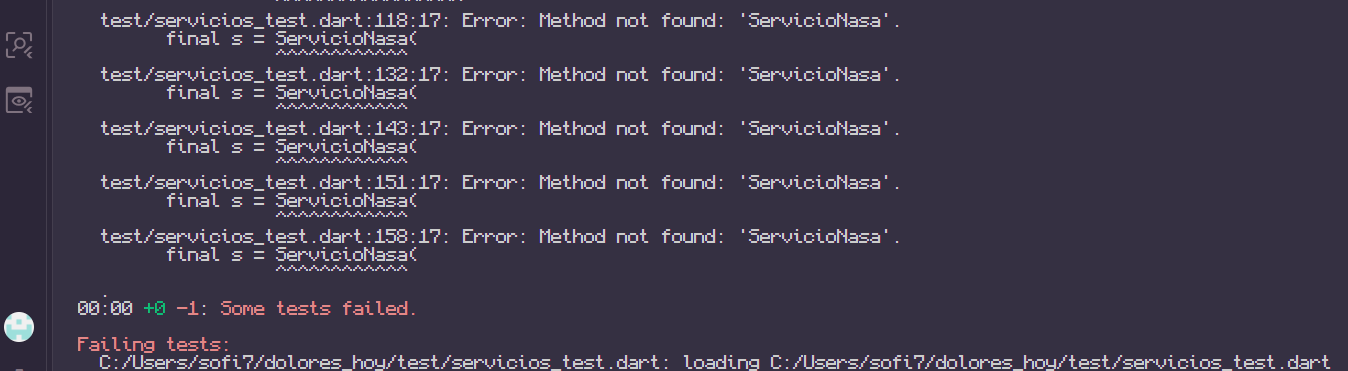 test/servicios_test.dart:118:17: Error: Method not found: 'ServicioNasa'.
final s = ServicioNasa(
^^^^^^^^^^^^
test/servicios_test.dart:132:17: Error: Method not found: 'ServicioNasa'.
final s = ServicioNasa(
^^^^^^^^^^^^
test/servicios_test.dart:143:17: Error: Method not found: 'ServicioNasa'.
final s = ServicioNasa(
^^^^^^^^^^^^
test/servicios_test.dart:151:17: Error: Method not found: 'ServicioNasa'.
final s = ServicioNasa(
^^^^^^^^^^^^
test/servicios_test.dart:158:17: Error: Method not found: 'ServicioNasa'.
final s = ServicioNasa(
^^^^^^^^^^^^
.
00:00 +0 -1: Some tests failed.
Failing tests:
C:/Users/sofi7/dolores_hoy/test/servicios_test.dart: loading C:/Users/sofi7/dolores_hoy/test/servicios_test.dart